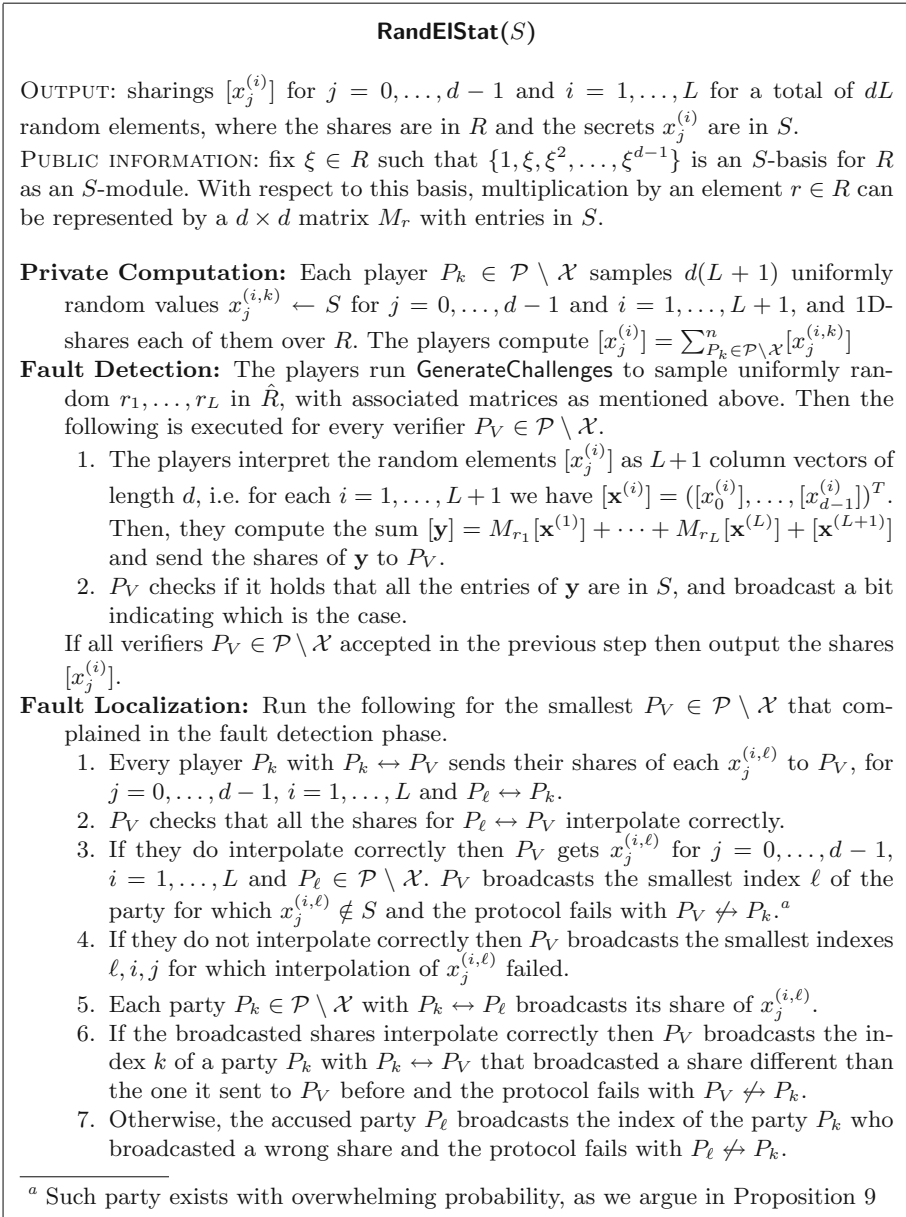 RandElStat(S)
OUTPUT: sharings [x_j^{(i)}] for j = 0, . . . , d − 1 and i = 1, . . . , L for a total of dL
random elements, where the shares are in R and the secrets x_j^{(i)} are in S.
PUBLIC INFORMATION: fix ξ ∈ R such that {1, ξ, ξ^2, . . . , ξ^{d−1}} is an S-basis for R
as an S-module. With respect to this basis, multiplication by an element r ∈ R can
be represented by a d × d matrix M_r with entries in S.
Private Computation: Each player P_k ∈ 𝒫 \ 𝒳 samples d(L + 1) uniformly
random values x_j^{(i,k)} ← S for j = 0, . . . , d − 1 and i = 1, . . . , L + 1, and 1D-
shares each of them over R. The players compute [x_j^{(i)}] = ∑_{P_k∈𝒫\𝒳}^{n} [x_j^{(i,k)}]
Fault Detection: The players run GenerateChallenges to sample uniformly ran-
dom r_1, . . . , r_L in R̂, with associated matrices as mentioned above. Then the
following is executed for every verifier P_V ∈ 𝒫 \ 𝒳.
1. The players interpret the random elements [x_j^{(i)}] as L+1 column vectors of
length d, i.e. for each i = 1, . . . , L + 1 we have [𝐱^{(i)}] = ([x_0^{(i)}], . . . , [x_{d−1}^{(i)}])^T.
Then, they compute the sum [𝐲] = M_{r_1}[𝐱^{(1)}] + · · · + M_{r_L}[𝐱^{(L)}] + [𝐱^{(L+1)}]
and send the shares of 𝐲 to P_V.
2. P_V checks if it holds that all the entries of 𝐲 are in S, and broadcast a bit
indicating which is the case.
If all verifiers P_V ∈ 𝒫 \ 𝒳 accepted in the previous step then output the shares
[x_j^{(i)}].
Fault Localization: Run the following for the smallest P_V ∈ 𝒫 \ 𝒳 that com-
plained in the fault detection phase.
1. Every player P_k with P_k ↔ P_V sends their shares of each x_j^{(i,ℓ)} to P_V, for
j = 0, . . . , d − 1, i = 1, . . . , L and P_ℓ ↔ P_k.
2. P_V checks that all the shares for P_ℓ ↔ P_V interpolate correctly.
3. If they do interpolate correctly then P_V gets x_j^{(i,ℓ)} for j = 0, . . . , d − 1,
i = 1, . . . , L and P_ℓ ∈ 𝒫 \ 𝒳. P_V broadcasts the smallest index ℓ of the
party for which x_j^{(i,ℓ)} ∉ S and the protocol fails with P_V ↮ P_k.^a
4. If they do not interpolate correctly then P_V broadcasts the smallest indexes
ℓ, i, j for which interpolation of x_j^{(i,ℓ)} failed.
5. Each party P_k ∈ 𝒫 \ 𝒳 with P_k ↔ P_ℓ broadcasts its share of x_j^{(i,ℓ)}.
6. If the broadcasted shares interpolate correctly then P_V broadcasts the in-
dex k of a party P_k with P_k ↔ P_V that broadcasted a share different than
the one it sent to P_V before and the protocol fails with P_V ↮ P_k.
7. Otherwise, the accused party P_ℓ broadcasts the index of the party P_k who
broadcasted a wrong share and the protocol fails with P_ℓ ↮ P_k.
^a Such party exists with overwhelming probability, as we argue in Proposition 9